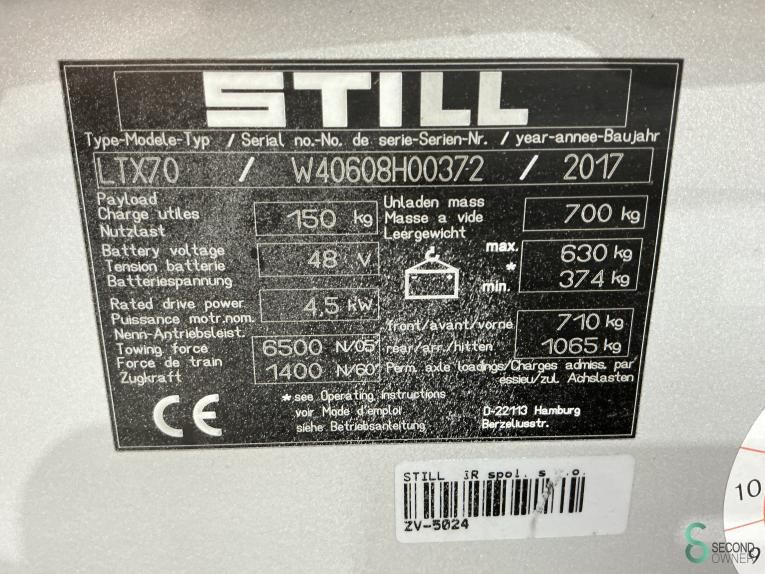 STILL
Type-Modele-Typ / Serial no.-No. de serie-Serien-Nr. / year-annee-Baujahr
LTX70 / W40608H00372 / 2017
Payload
Charge utiles
Nutzlast
150 kg
Unladen mass
Masse a vide
Leergewicht
700 kg
Battery voltage
Tension batterie
Batteriespannung
48 V
max. 630 kg
*
min. 374 kg
Rated drive power
Puissance motr.nom.
Nenn-Antriebsleist.
4,5 kW
front/avant/vorne 710 kg
rear/arr./hitten 1065 kg
Towing force
Force de train
Zugkraft
6500 N/05'
1400 N/60'
Perm. axle loadings/Charges admiss. par
essieu/zul. Achslasten
CE
* see Operating instructions
voir Mode d'emploi
siehe Betriebsanleitung
D-22113 Hamburg
Berzeliusstr.
STILL spol.
ZV-5024
10
9
SECOND
OWNER